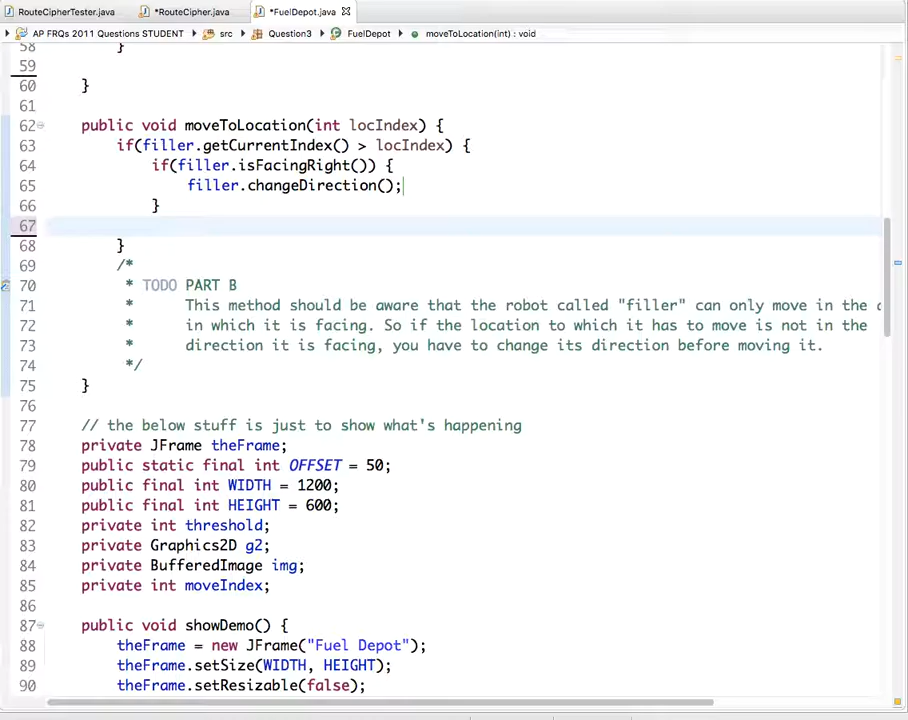 RouteCipherTester.java *RouteCipher.java *FuelDepot.java
AP FRQs 2011 Questions STUDENT src Question3 FuelDepot moveToLocation(int) : void
58 }
59
60 }
61
62 public void moveToLocation(int locIndex) {
63 if(filler.getCurrentIndex() > locIndex) {
64 if(filler.isFacingRight()) {
65 filler.changeDirection();
66 }
67
68 }
69 /*
70 * TODO PART B
71 * This method should be aware that the robot called "filler" can only move in the
72 * in which it is facing. So if the location to which it has to move is not in the
73 * direction it is facing, you have to change its direction before moving it.
74 */
75 }
76
77 // the below stuff is just to show what's happening
78 private JFrame theFrame;
79 public static final int OFFSET = 50;
80 public final int WIDTH = 1200;
81 public final int HEIGHT = 600;
82 private int threshold;
83 private Graphics2D g2;
84 private BufferedImage img;
85 private int moveIndex;
86
87 public void showDemo() {
88 theFrame = new JFrame("Fuel Depot");
89 theFrame.setSize(WIDTH, HEIGHT);
90 theFrame.setResizable(false);